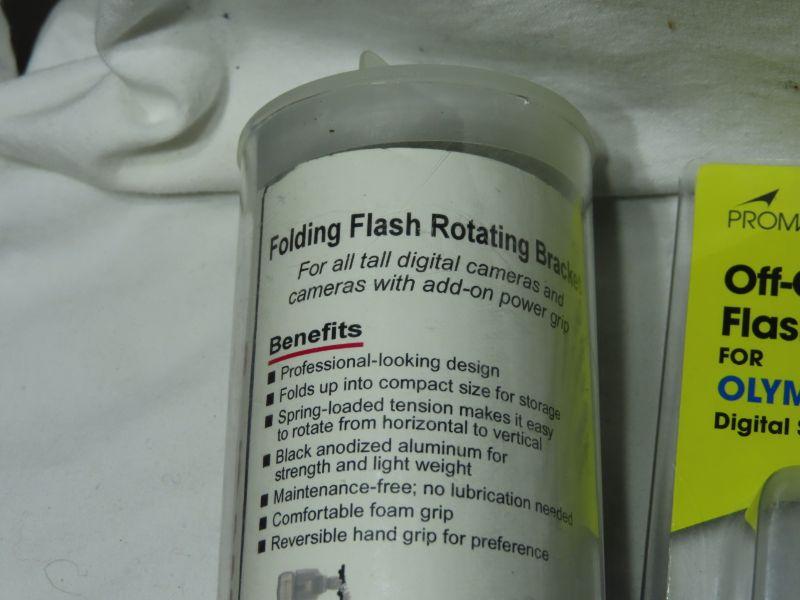 Folding Flash Rotating Bracket
For all tall digital cameras and
cameras with add-on power grip
Benefits
■ Professional-looking design
■ Folds up into compact size for storage
■ Spring-loaded tension makes it easy
to rotate from horizontal to vertical
■ Black anodized aluminum for
strength and light weight
■ Maintenance-free; no lubrication needed
■ Comfortable foam grip
■ Reversible hand grip for preference
PROM
Off-
Flas
FOR
OLYM
Digital S